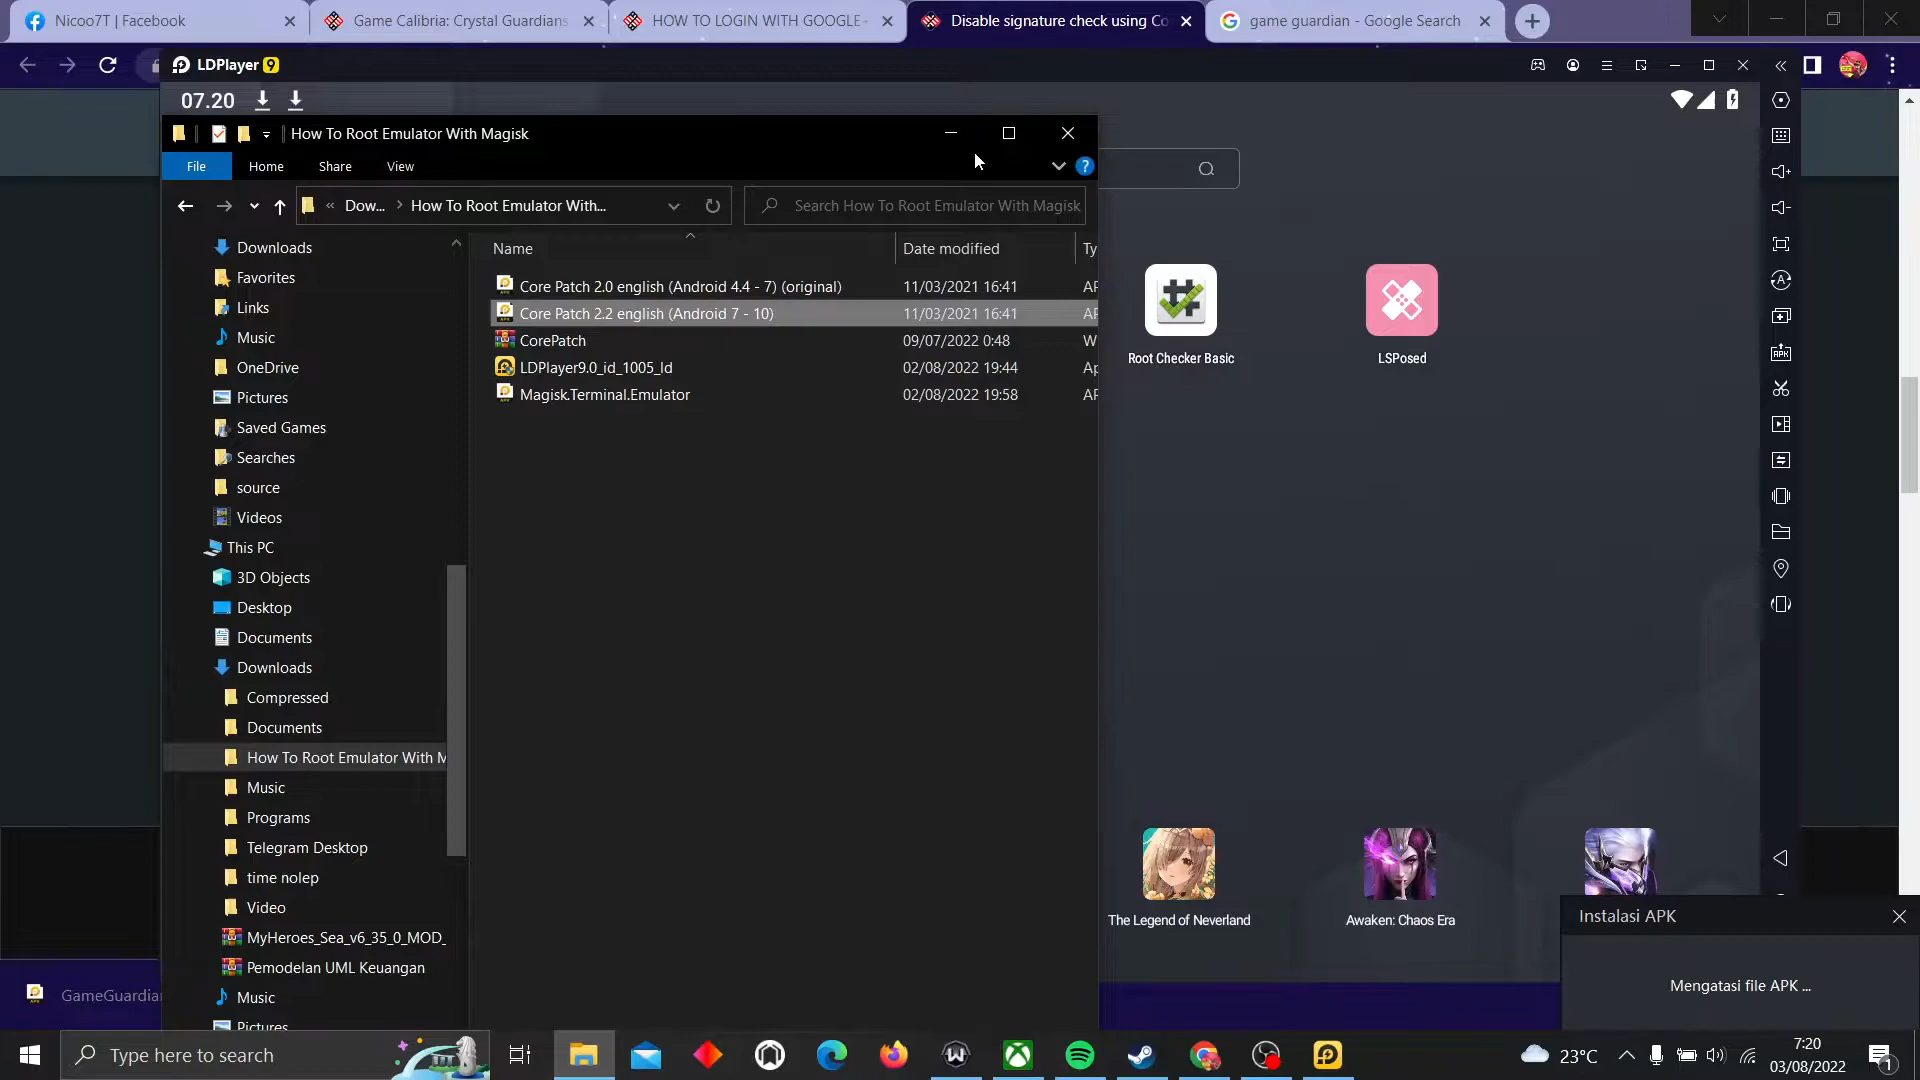 Nicoo7T | Facebook
Game Calibria: Crystal Guardians
HOW TO LOGIN WITH GOOGLE
Disable signature check using Co
game guardian - Google Search
LDPlayer 9
07.20
How To Root Emulator With Magisk
File
Home
Share
View
Dow...
How To Root Emulator With...
Search How To Root Emulator With Magisk
Name
Date modified
Ty
Downloads
Favorites
Links
Music
OneDrive
Pictures
Saved Games
Searches
source
Videos
This PC
3D Objects
Desktop
Documents
Downloads
Compressed
Documents
How To Root Emulator With M
Music
Programs
Telegram Desktop
time nolep
Video
MyHeroes_Sea_v6_35_0_MOD_
Pemodelan UML Keuangan
Music
Pictures
Core Patch 2.0 english (Android 4.4 - 7) (original)
11/03/2021 16:41
AP
Core Patch 2.2 english (Android 7 - 10)
11/03/2021 16:41
AP
CorePatch
09/07/2022 0:48
W
LDPlayer9.0_id_1005_ld
02/08/2022 19:44
Ap
Magisk.Terminal.Emulator
02/08/2022 19:58
AP
Root Checker Basic
LSPosed
APK
The Legend of Neverland
Awaken: Chaos Era
Instalasi APK
Mengatasi file APK ...
GameGuardian
Type here to search
23°C
7:20
03/08/2022
1